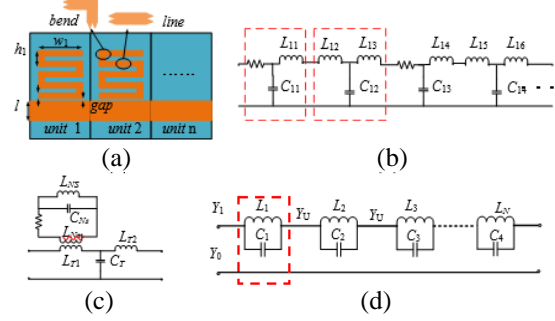 bend line
h1 w1
l gap
unit 1 unit 2 unit n
(a)
L11 L12 L13 L14 L15 L16
C11 C12 C13 C14
(b)
LNS
CNs
LT1 LT2
CT
(c)
Y1 L1 YU L2 YU L3 LN
C1 C2 C3 C4
Y0
(d)